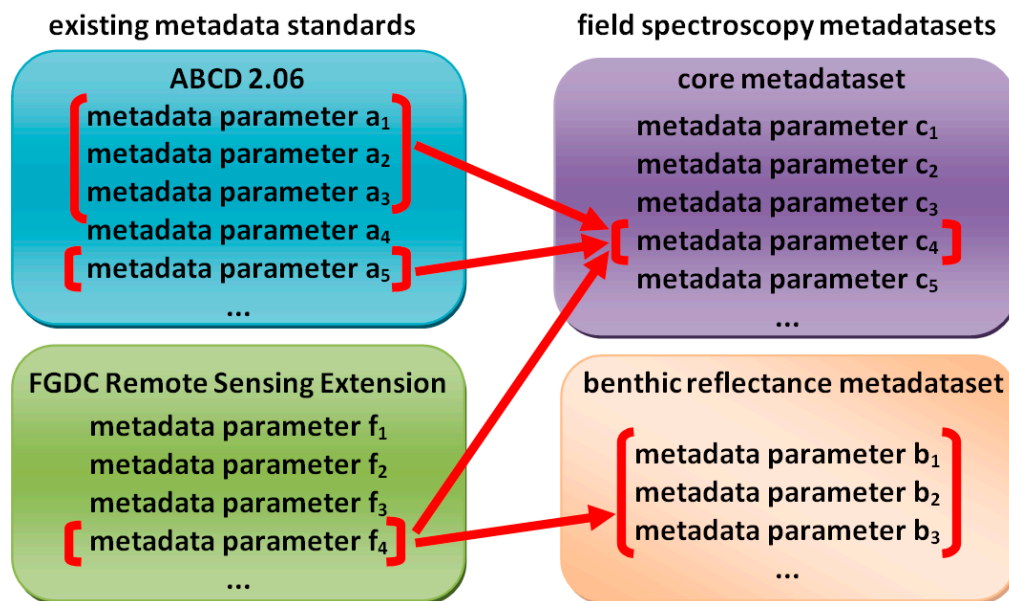 existing metadata standards
ABCD 2.06
metadata parameter a₁
metadata parameter a₂
metadata parameter a₃
metadata parameter a₄
metadata parameter a₅
...
FGDC Remote Sensing Extension
metadata parameter f₁
metadata parameter f₂
metadata parameter f₃
metadata parameter f₄
...
field spectroscopy metadatasets
core metadataset
metadata parameter c₁
metadata parameter c₂
metadata parameter c₃
metadata parameter c₄
metadata parameter c₅
...
benthic reflectance metadataset
metadata parameter b₁
metadata parameter b₂
metadata parameter b₃
...